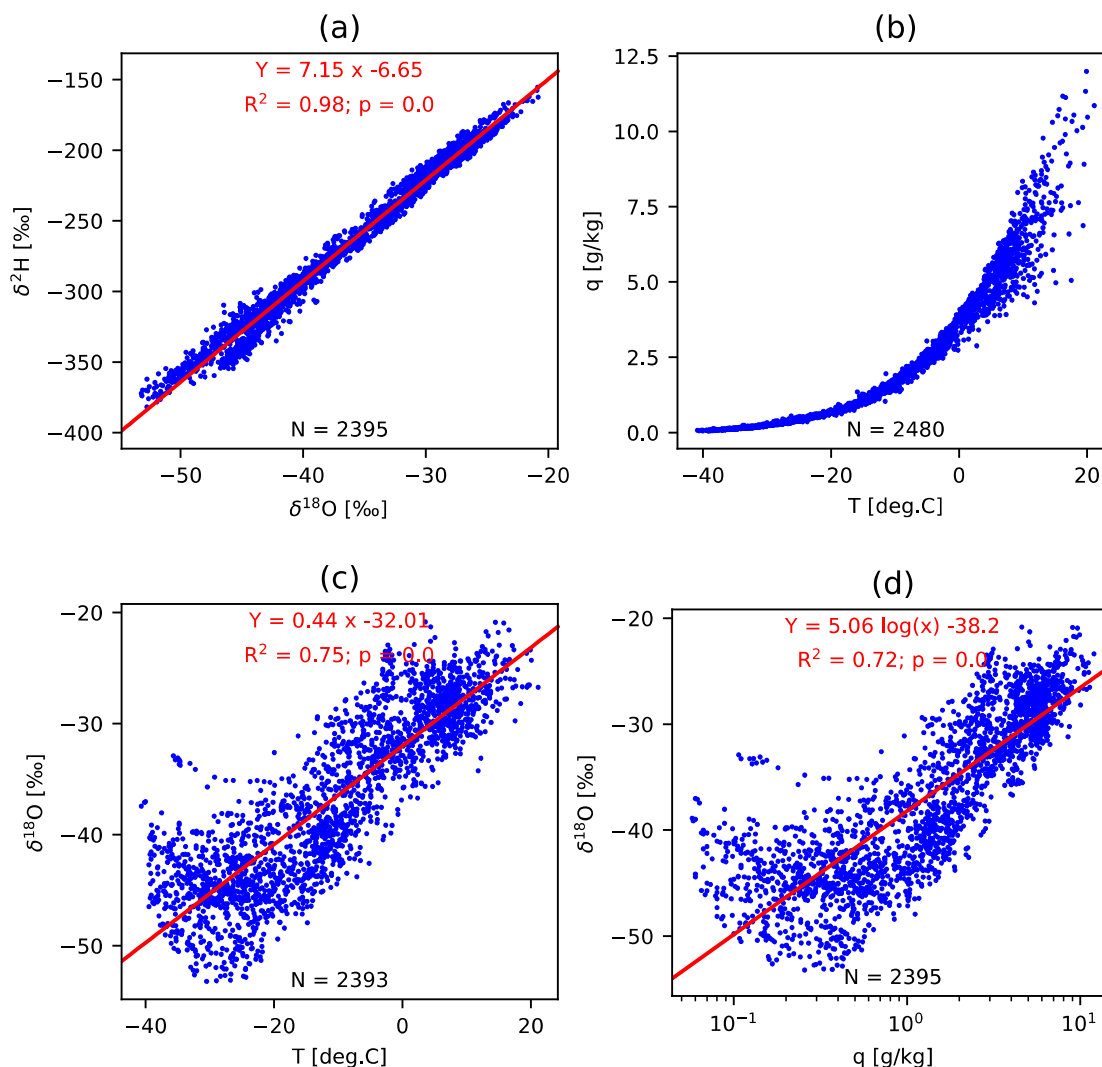 (a)
Y = 7.15 x -6.65
R² = 0.98; p = 0.0
N = 2395
−150
−200
−250
−300
−350
−400
δ²H [‰]
−50
−40
−30
−20
δ¹⁸O [‰]
(b)
N = 2480
12.5
10.0
7.5
5.0
2.5
0.0
q [g/kg]
−40
−20
0
20
T [deg.C]
(c)
Y = 0.44 x -32.01
R² = 0.75; p = 0.0
N = 2393
−20
−30
−40
−50
δ¹⁸O [‰]
−40
−20
0
20
T [deg.C]
(d)
Y = 5.06 log(x) -38.2
R² = 0.72; p = 0.0
N = 2395
−20
−30
−40
−50
δ¹⁸O [‰]
10⁻¹
10⁰
10¹
q [g/kg]